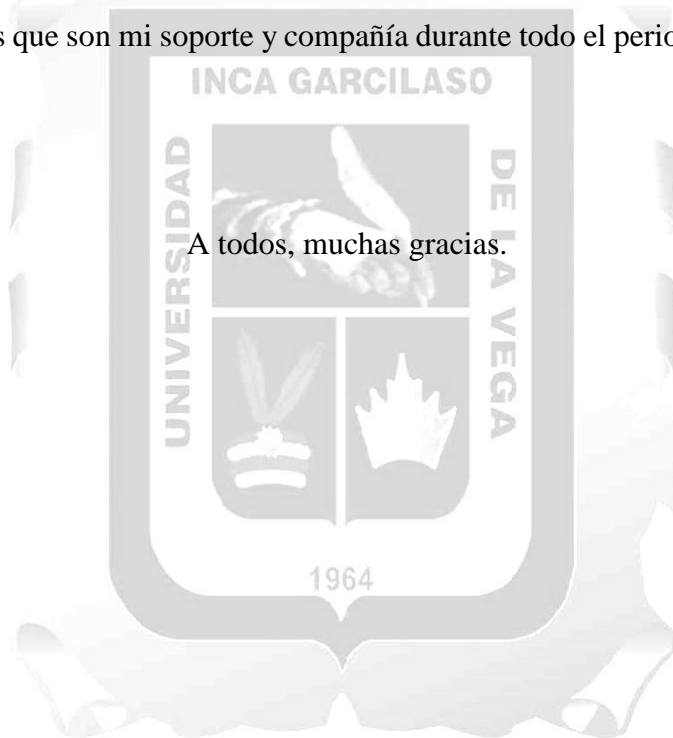 s que son mi soporte y compañía durante todo el perio
INCA GARCILASO
UNIVERSIDAD
DE LA VEGA
A todos, muchas gracias.
1964